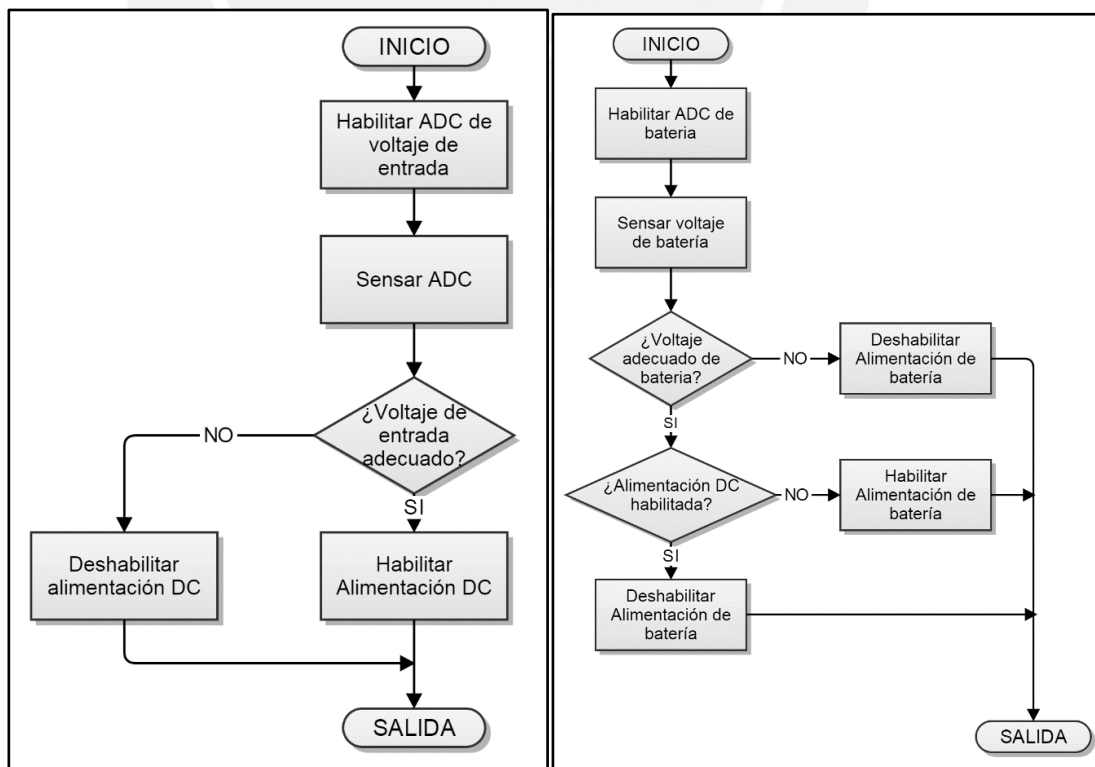 INICIO
Habilitar ADC de
voltaje de
entrada
Sensar ADC
¿Voltaje de
entrada
adecuado?
NO
SI
Deshabilitar
alimentación DC
Habilitar
Alimentación DC
SALIDA
INICIO
Habilitar ADC de
bateria
Sensar voltaje
de batería
¿Voltaje
adecuado de
bateria?
NO
Deshabilitar
Alimentación de
batería
SI
¿Alimentación DC
habilitada?
NO
Habilitar
Alimentación de
batería
SI
Deshabilitar
Alimentación de
batería
SALIDA